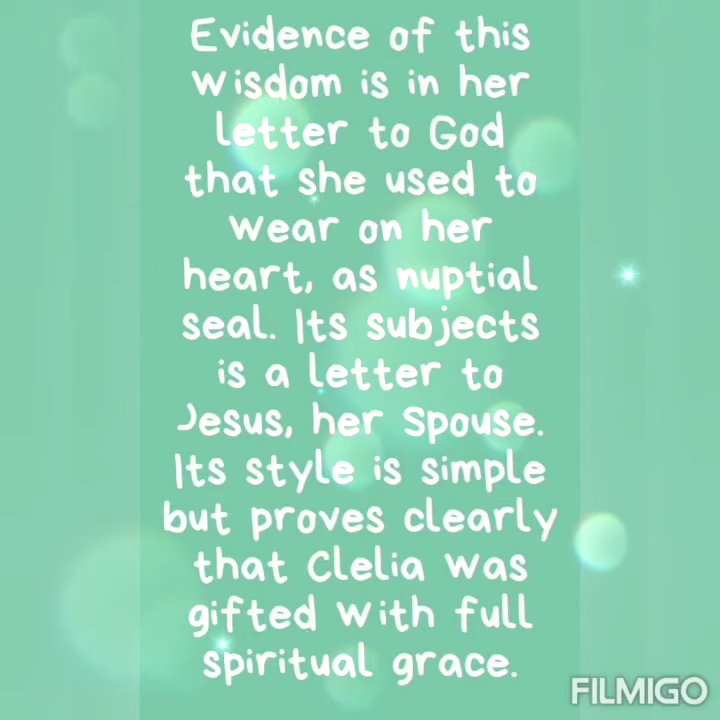 Evidence of this
wisdom is in her
letter to God
that she used to
wear on her
heart, as nuptial
seal. Its subjects
is a letter to
Jesus, her Spouse.
Its style is simple
but proves clearly
that Clelia was
gifted with full
spiritual grace.
FILMIGO